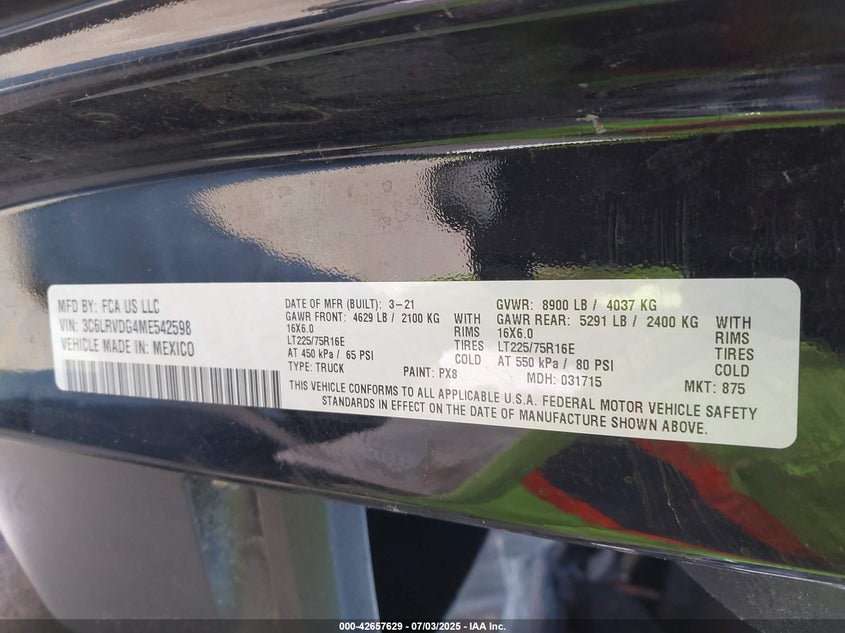 MFD BY: FCA US LLC
VIN: 3C6LRVDG4ME542598
VEHICLE MADE IN: MEXICO
DATE OF MFR (BUILT): 3-21
GAWR FRONT: 4629 LB / 2100 KG WITH
16X6.0 RIMS
LT225/75R16E TIRES
AT 450 kPa / 65 PSI COLD
TYPE: TRUCK PAINT: PX8
GVWR: 8900 LB / 4037 KG
GAWR REAR: 5291 LB / 2400 KG WITH
16X6.0 RIMS
LT225/75R16E TIRES
AT 550 kPa / 80 PSI COLD
MDH: 031715 MKT: 875
THIS VEHICLE CONFORMS TO ALL APPLICABLE U.S.A. FEDERAL MOTOR VEHICLE SAFETY
STANDARDS IN EFFECT ON THE DATE OF MANUFACTURE SHOWN ABOVE.
000-42657629 - 07/03/2025 - IAA Inc.